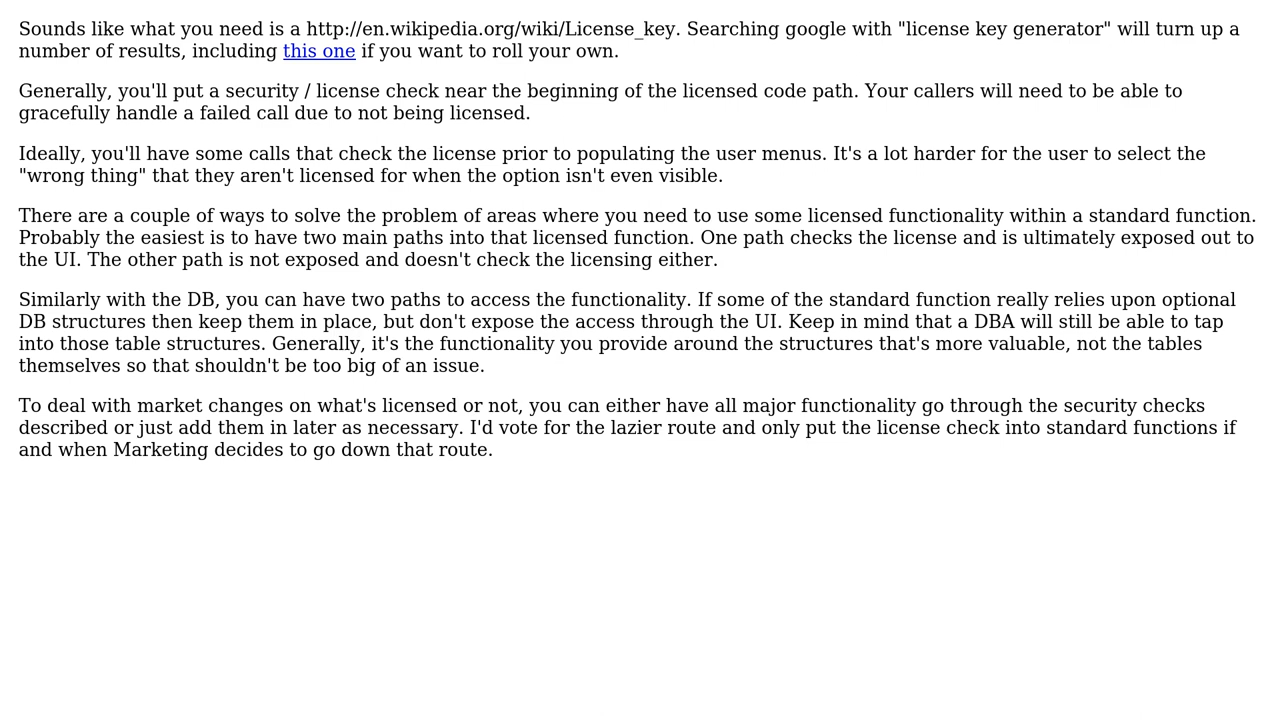 Sounds like what you need is a http://en.wikipedia.org/wiki/License_key. Searching google with "license key generator" will turn up a
number of results, including this one if you want to roll your own.
Generally, you'll put a security / license check near the beginning of the licensed code path. Your callers will need to be able to
gracefully handle a failed call due to not being licensed.
Ideally, you'll have some calls that check the license prior to populating the user menus. It's a lot harder for the user to select the
"wrong thing" that they aren't licensed for when the option isn't even visible.
There are a couple of ways to solve the problem of areas where you need to use some licensed functionality within a standard function.
Probably the easiest is to have two main paths into that licensed function. One path checks the license and is ultimately exposed out to
the UI. The other path is not exposed and doesn't check the licensing either.
Similarly with the DB, you can have two paths to access the functionality. If some of the standard function really relies upon optional
DB structures then keep them in place, but don't expose the access through the UI. Keep in mind that a DBA will still be able to tap
into those table structures. Generally, it's the functionality you provide around the structures that's more valuable, not the tables
themselves so that shouldn't be too big of an issue.
To deal with market changes on what's licensed or not, you can either have all major functionality go through the security checks
described or just add them in later as necessary. I'd vote for the lazier route and only put the license check into standard functions if
and when Marketing decides to go down that route.